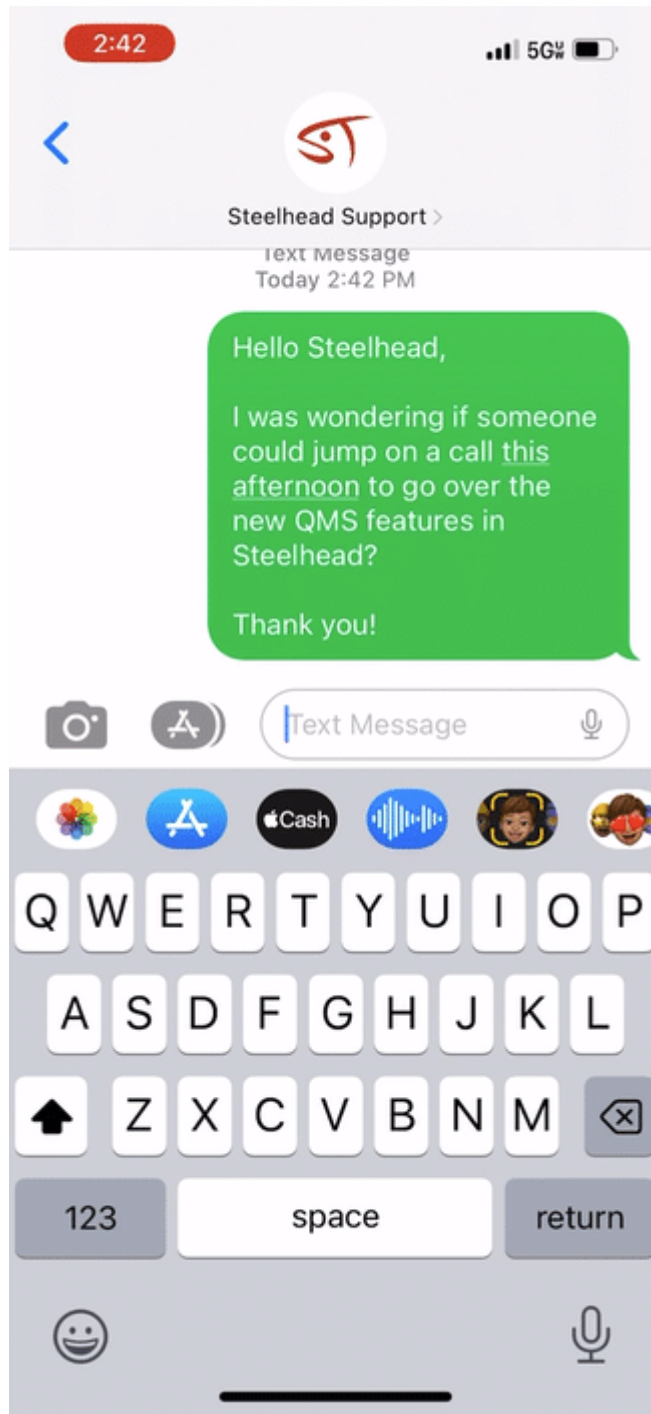 2:42
5GUW
ST
Steelhead Support
Text Message
Today 2:42 PM
Hello Steelhead,
I was wondering if someone
could jump on a call this
afternoon to go over the
new QMS features in
Steelhead?
Thank you!
Text Message
Cash
Q W E R T Y U I O P
A S D F G H J K L
Z X C V B N M
123 space return